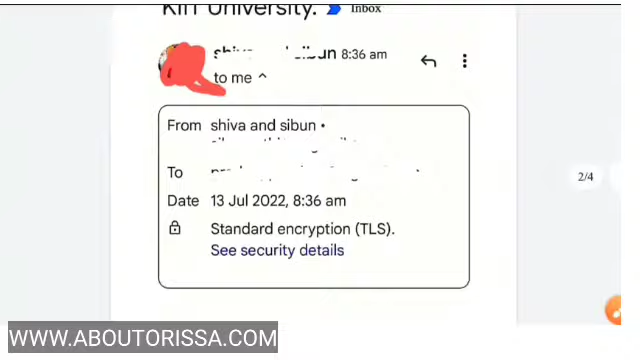 KIIT University. Inbox
8:36 am
to me
From shiva and sibun •
To
Date 13 Jul 2022, 8:36 am
Standard encryption (TLS).
See security details
2/4
WWW.ABOUTORISSA.COM